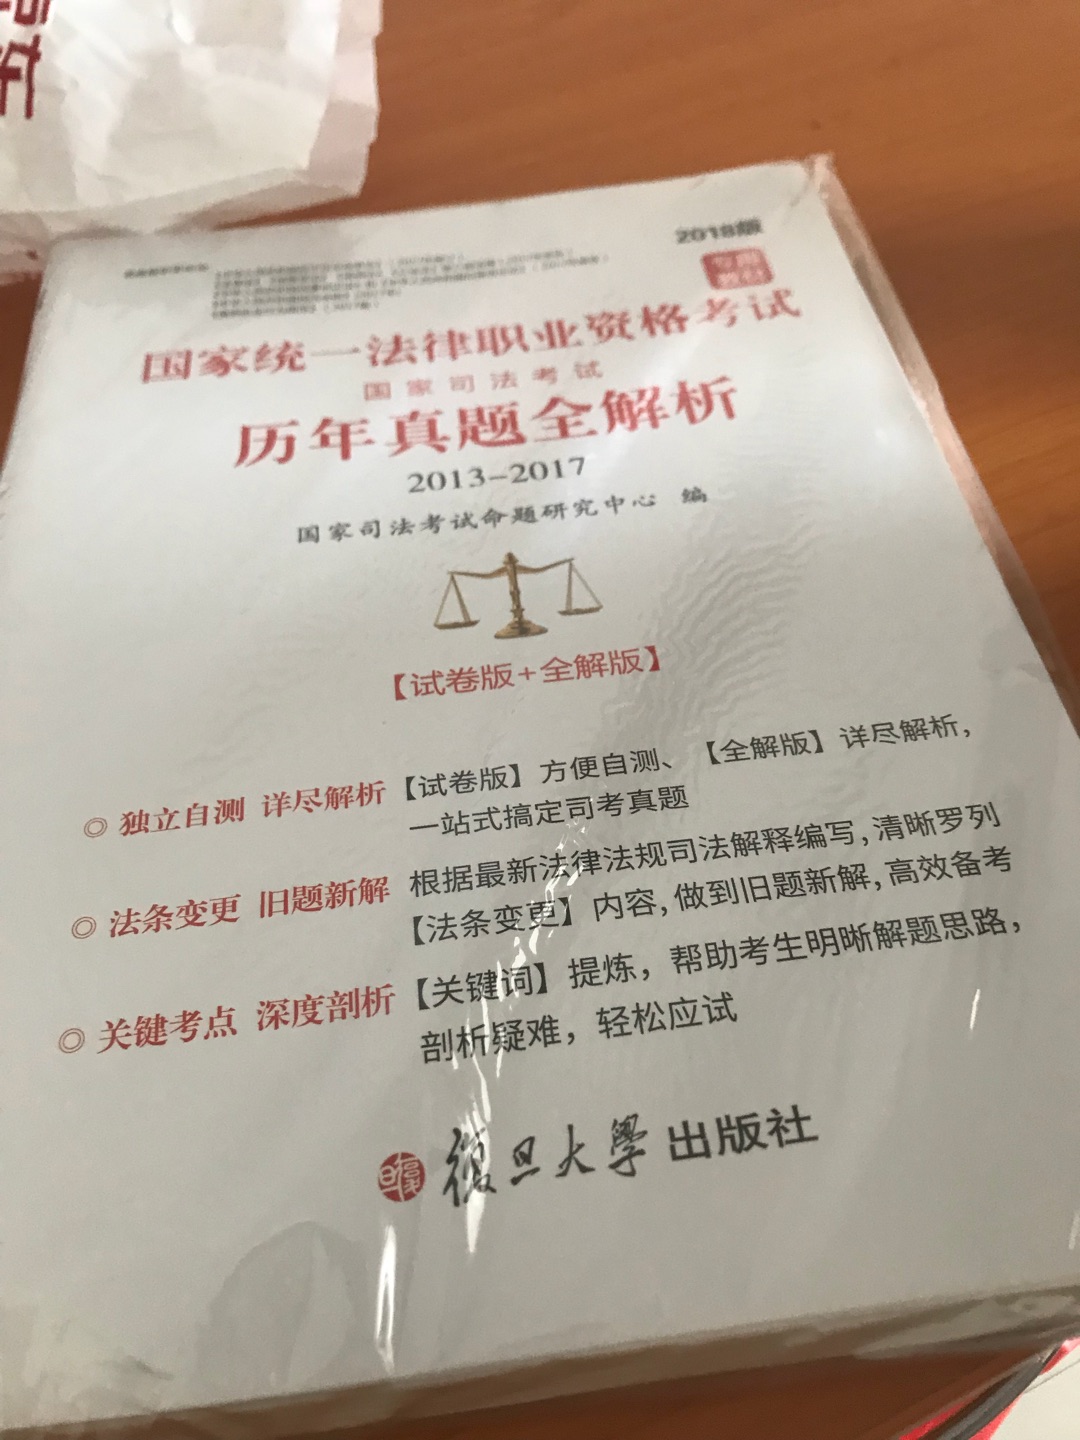 2018版
国家统一法律职业资格考试
国家司法考试
历年真题全解析
2013-2017
国家司法考试命题研究中心 编
【试卷版+全解版】
◎ 独立自测 详尽解析 【试卷版】方便自测、【全解版】详尽解析，
一站式搞定司考真题
◎ 法条变更 旧题新解 根据最新法律法规司法解释编写,清晰罗列
【法条变更】内容,做到旧题新解,高效备考
◎ 关键考点 深度剖析 【关键词】提炼，帮助考生明晰解题思路，
剖析疑难，轻松应试
復旦大學出版社